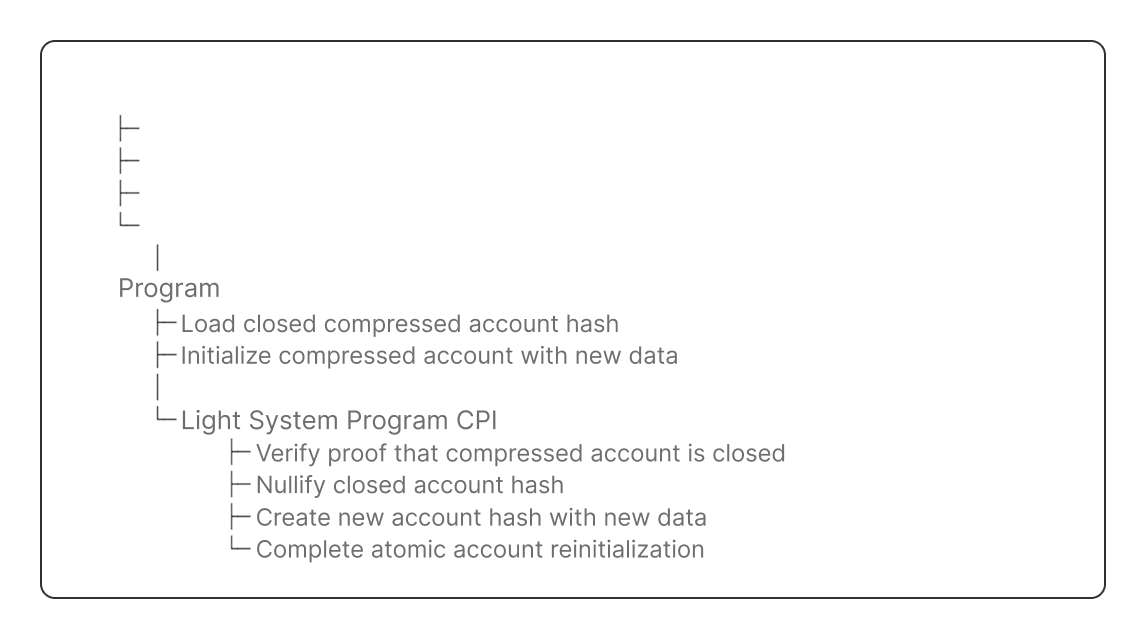 ├─
├─
├─
└─
│
Program
├─Load closed compressed account hash
├─Initialize compressed account with new data
│
└─Light System Program CPI
├─Verify proof that compressed account is closed
├─Nullify closed account hash
├─Create new account hash with new data
└─Complete atomic account reinitialization